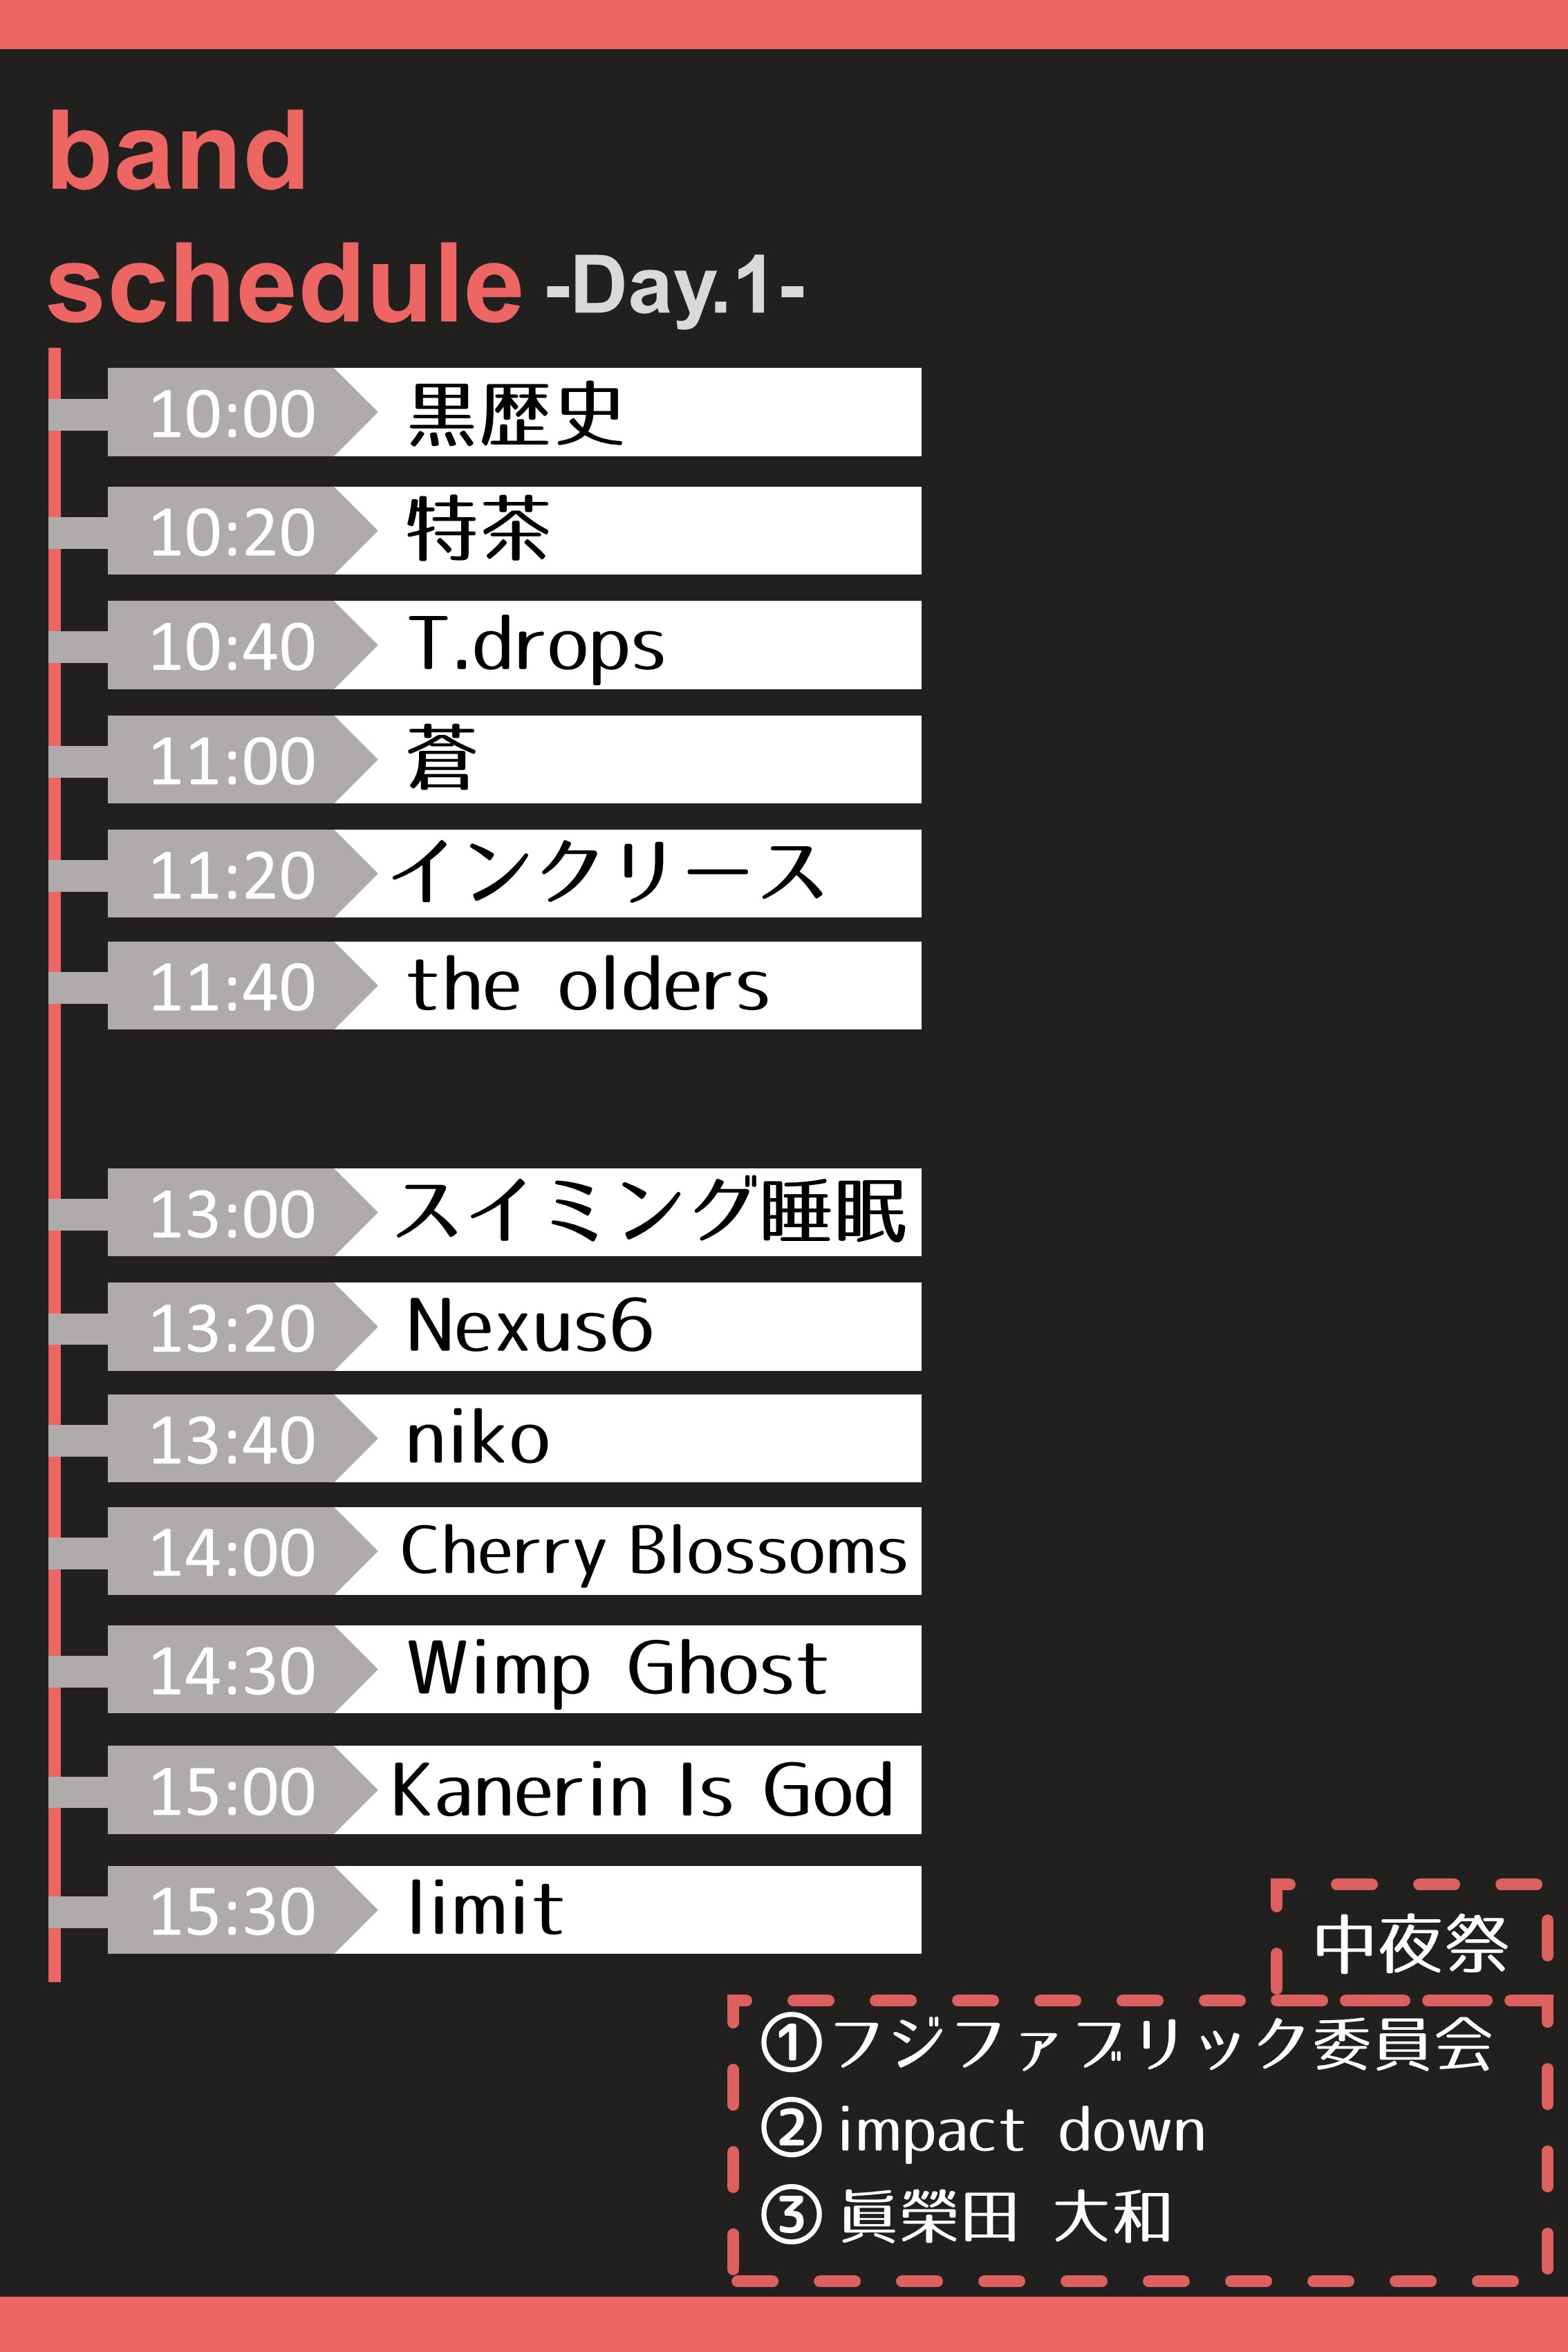 band
schedule -Day.1-
10:00 黒歴史
10:20 特茶
10:40 T.drops
11:00 蒼
11:20 インクリース
11:40 the olders
13:00 スイミング睡眠
13:20 Nexus6
13:40 niko
14:00 Cherry Blossoms
14:30 Wimp Ghost
15:00 Kanerin Is God
15:30 limit
中夜祭
①フジファブリック委員会
②impact down
③眞榮田 大和